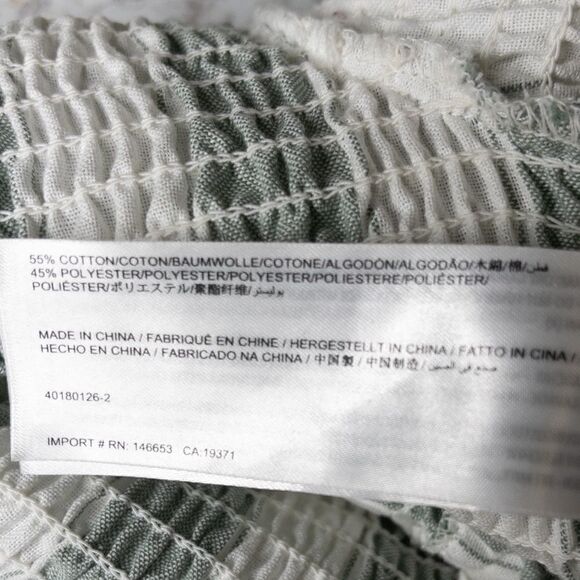 55% COTTON/COTON/BAUMWOLLE/COTONE/ALGODÓN/ALGODÃO/木綿/棉/قطن
45% POLYESTER/POLYESTER/POLYESTER/POLIESTERE/POLIÉSTER/
POLIÉSTER/ポリエステル/聚酯纤维/بوليستر
MADE IN CHINA / FABRIQUÉ EN CHINE / HERGESTELLT IN CHINA / FATTO IN CINA /
HECHO EN CHINA / FABRICADO NA CHINA / 中国製 / 中国制造 / صنع في الصين
40180126-2
IMPORT # RN: 146653 CA:19371